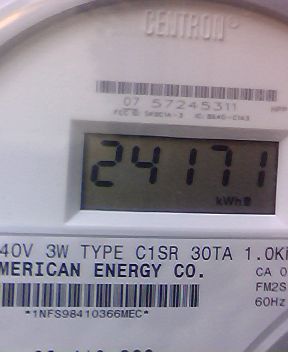 CENTRON
07 57245311
24171
kWh
40V 3W TYPE C1SR 30TA 1.0K
MERICAN ENERGY CO.
CA 0
FM2S
60Hz
*1NFS98410366MEC*